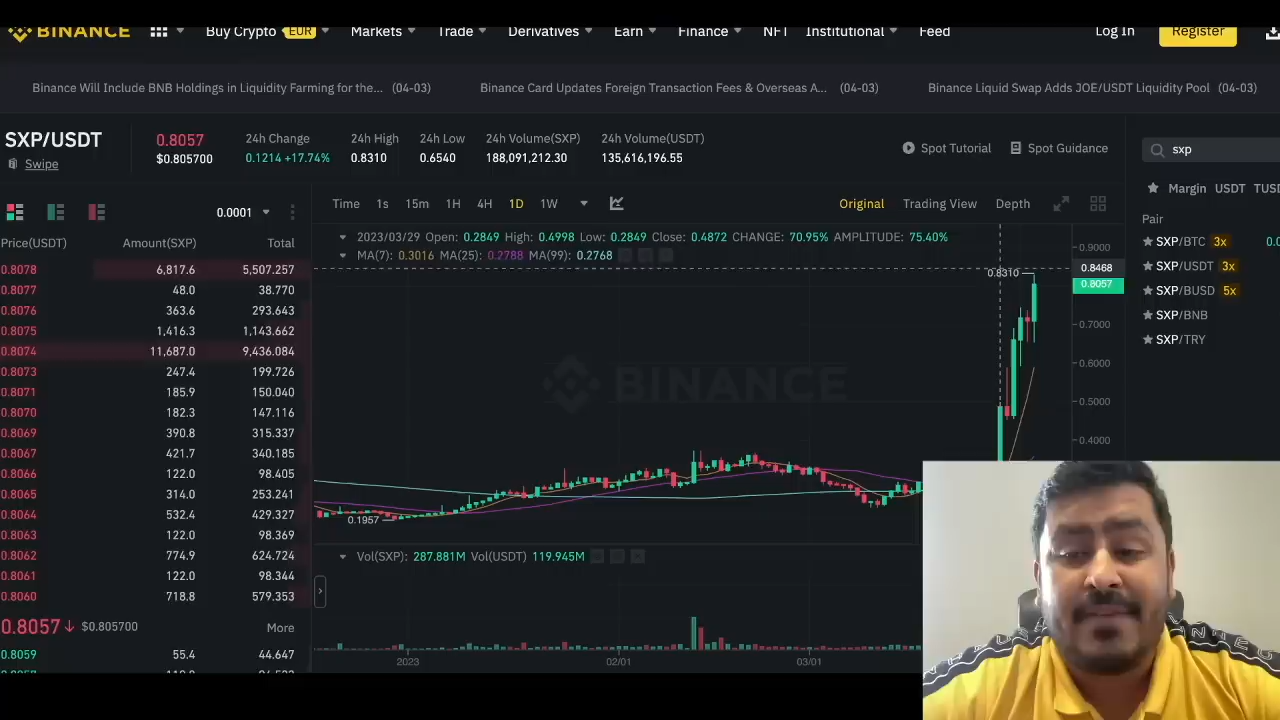 BINANCE Buy Crypto EUR Markets Trade Derivatives Earn Finance NFT Institutional Feed Log In Register
Binance Will Include BNB Holdings in Liquidity Farming for the... (04-03) Binance Card Updates Foreign Transaction Fees & Overseas A... (04-03) Binance Liquid Swap Adds JOE/USDT Liquidity Pool (04-03)
SXP/USDT
Swipe
0.8057
$0.805700
24h Change
0.1214 +17.74%
24h High
0.8310
24h Low
0.6540
24h Volume(SXP)
188,091,212.30
24h Volume(USDT)
135,616,196.55
Spot Tutorial Spot Guidance
sxp
Margin USDT TUSD
Pair
SXP/BTC 3x 0.0
SXP/USDT 3x
SXP/BUSD 5x
SXP/BNB
SXP/TRY
0.0001
Price(USDT) Amount(SXP) Total
0.8078 6,817.6 5,507.257
0.8077 48.0 38.770
0.8076 363.6 293.643
0.8075 1,416.3 1,143.662
0.8074 11,687.0 9,436.084
0.8073 247.4 199.726
0.8071 185.9 150.040
0.8070 182.3 147.116
0.8069 390.8 315.337
0.8067 421.7 340.185
0.8066 122.0 98.405
0.8065 314.0 253.241
0.8064 532.4 429.327
0.8063 122.0 98.369
0.8062 774.9 624.724
0.8061 122.0 98.344
0.8060 718.8 579.353
0.8057 $0.805700 More
0.8059 55.4 44.647
Time 1s 15m 1H 4H 1D 1W Original Trading View Depth
2023/03/29 Open: 0.2849 High: 0.4998 Low: 0.2849 Close: 0.4872 CHANGE: 70.95% AMPLITUDE: 75.40%
MA(7): 0.3016 MA(25): 0.2788 MA(99): 0.2768
0.9000
0.8468
0.8310
0.8057
0.7000
0.6000
0.5000
0.4000
BINANCE
0.1957
Vol(SXP): 287.881M Vol(USDT) 119.945M
2023 02/01 03/01